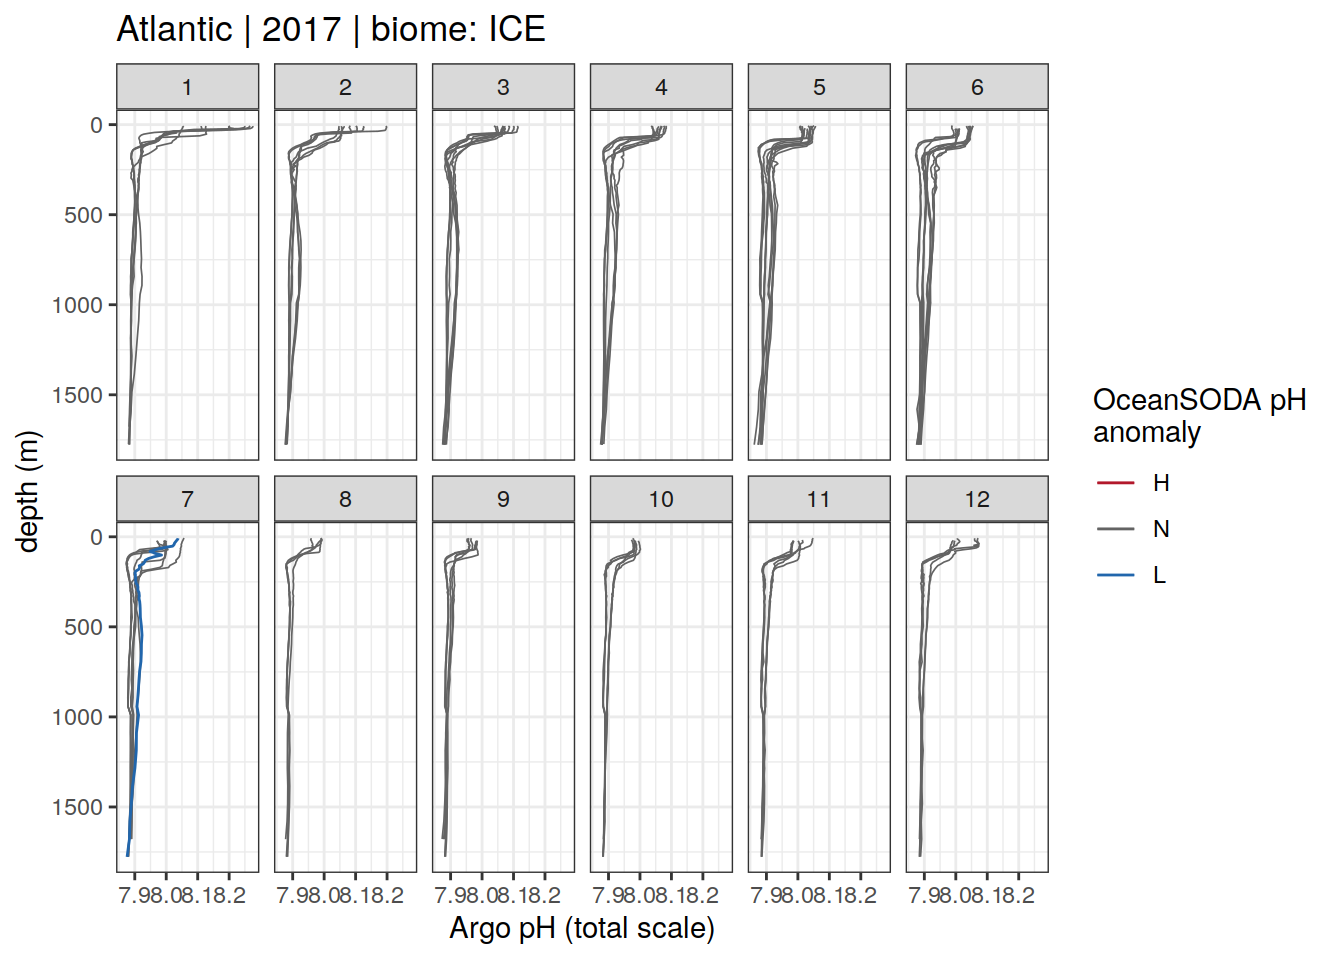 Atlantic | 2017 | biome: ICE
1 2 3 4 5 6
0
500
1000
1500
7 8 9 10 11 12
0
500
1000
1500
7.98.08.18.2 7.98.08.18.2 7.98.08.18.2 7.98.08.18.2 7.98.08.18.2 7.98.08.18.2
Argo pH (total scale)
depth (m)
OceanSODA pH
anomaly
H
N
L